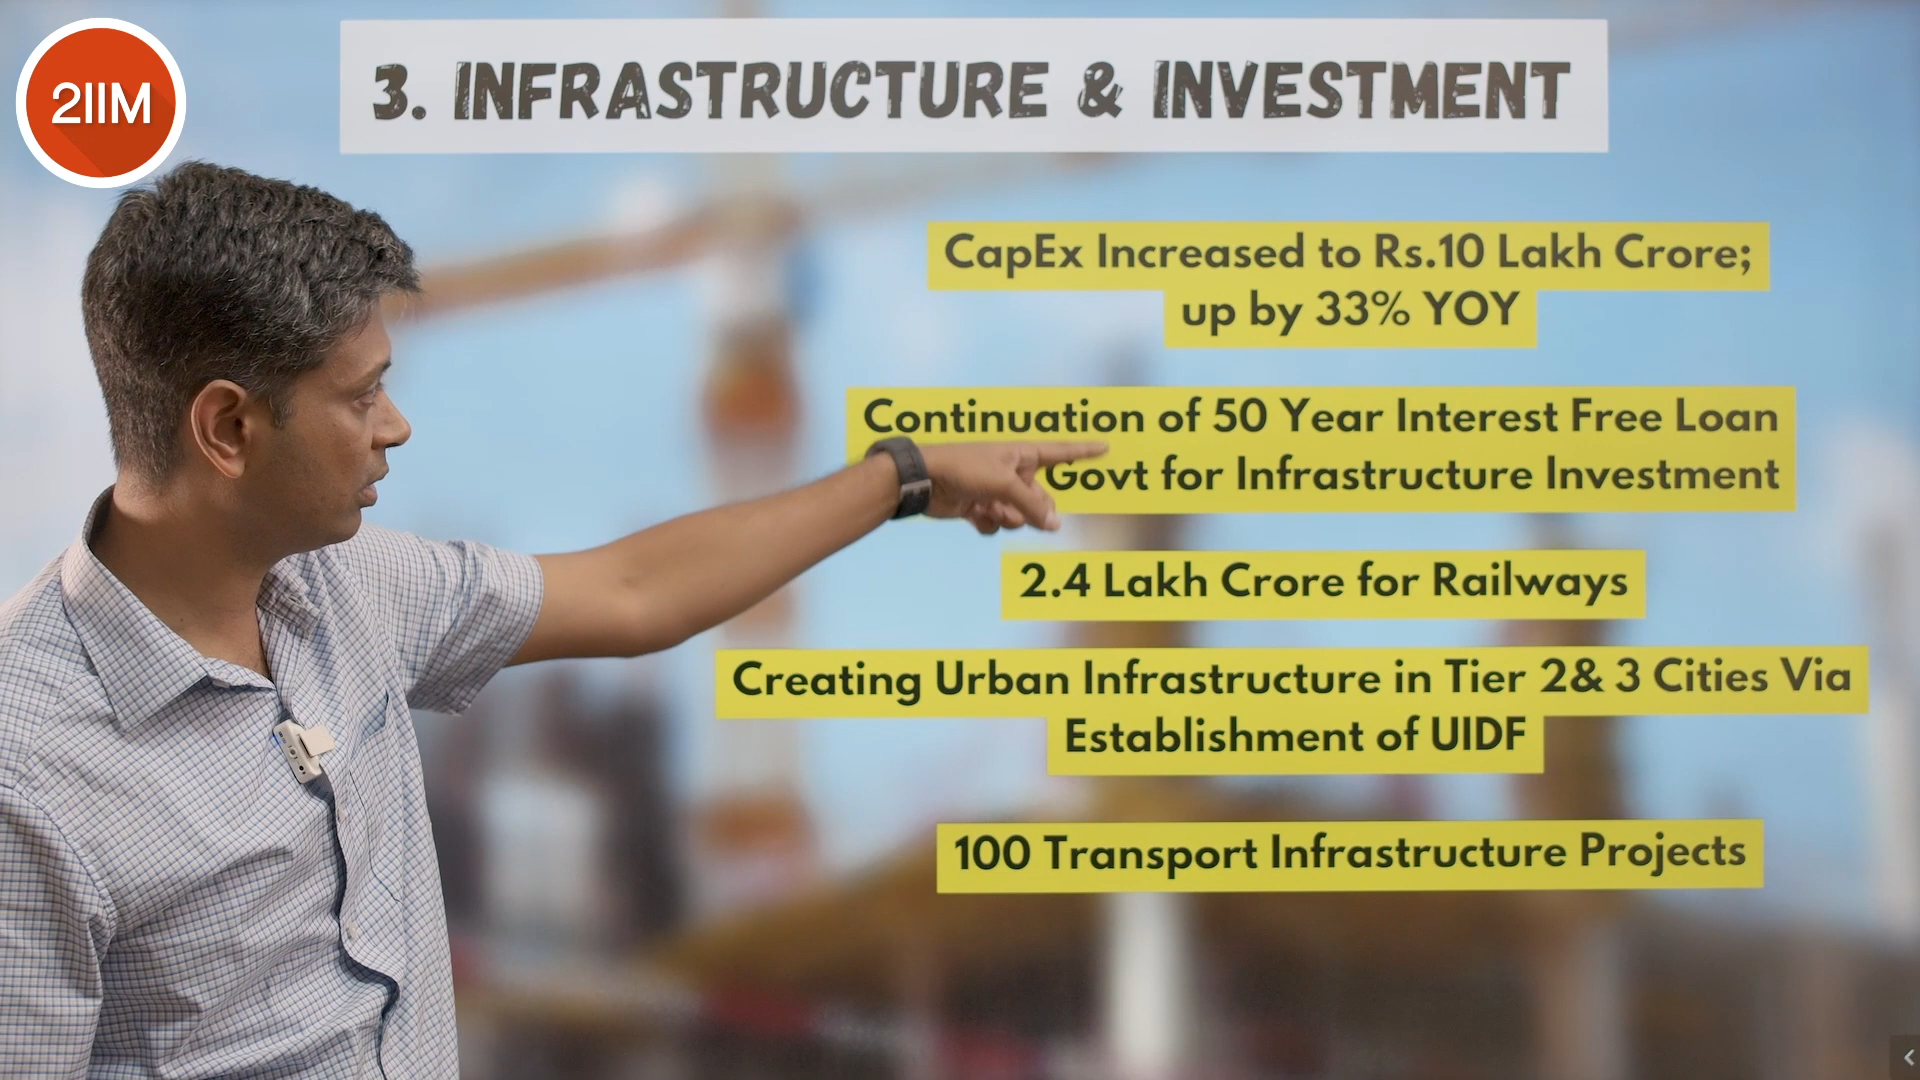 2IIM
3. INFRASTRUCTURE & INVESTMENT
CapEx Increased to Rs.10 Lakh Crore;
up by 33% YOY
Continuation of 50 Year Interest Free Loan
Govt for Infrastructure Investment
2.4 Lakh Crore for Railways
Creating Urban Infrastructure in Tier 2& 3 Cities Via
Establishment of UIDF
100 Transport Infrastructure Projects